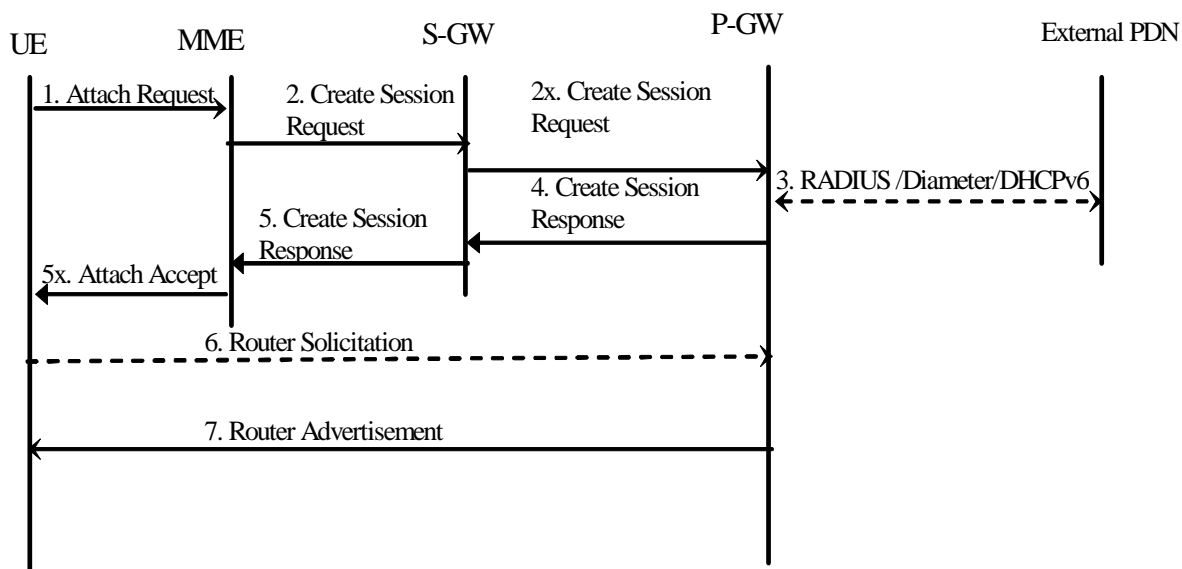 UE
MME
S-GW
P-GW
External PDN
1. Attach Request
2. Create Session
Request
2x. Create Session
Request
3. RADIUS /Diameter/DHCPv6
4. Create Session
Response
5. Create Session
Response
5x. Attach Accept
6. Router Solicitation
7. Router Advertisement